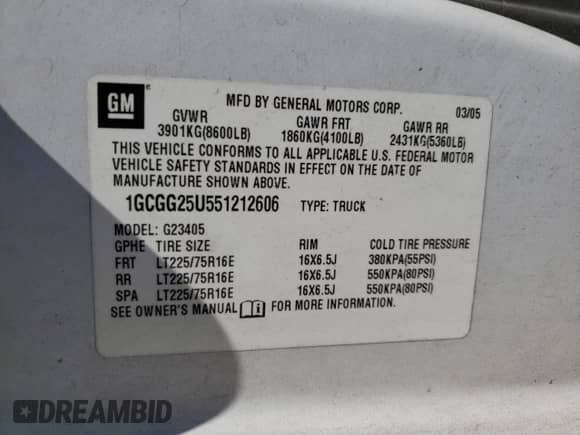 GM
MFD BY GENERAL MOTORS CORP. 03/05
GVWR GAWR FRT GAWR RR
3901KG(8600LB) 1860KG(4100LB) 2431KG(5360LB)
THIS VEHICLE CONFORMS TO ALL APPLICABLE U.S. FEDERAL MOTOR
VEHICLE SAFETY STANDARDS IN EFFECT ON THE DATE OF
MANUFACTURE SHOWN ABOVE.
1GCGG25U551212606 TYPE: TRUCK
MODEL: G23405
GPHE TIRE SIZE RIM COLD TIRE PRESSURE
FRT LT225/75R16E 16X6.5J 380KPA(55PSI)
RR LT225/75R16E 16X6.5J 550KPA(80PSI)
SPA LT225/75R16E 16X6.5J 550KPA(80PSI)
SEE OWNER'S MANUAL FOR MORE INFORMATION.
DREAMBID